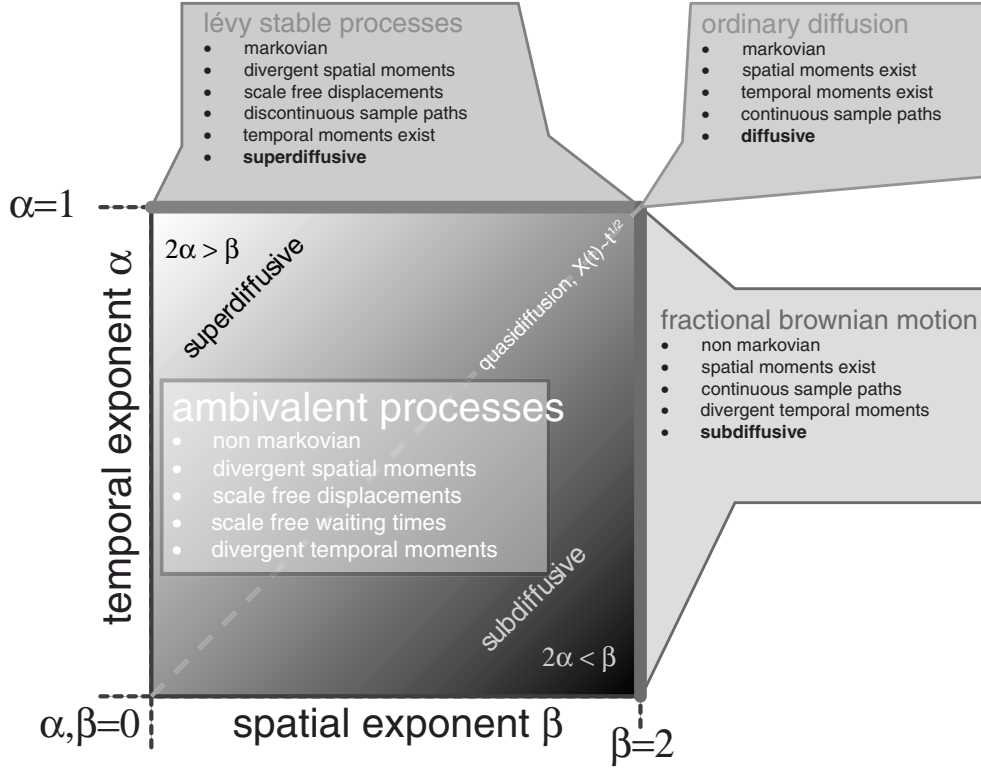 lévy stable processes
• markovian
• divergent spatial moments
• scale free displacements
• discontinuous sample paths
• temporal moments exist
• superdiffusive
ordinary diffusion
• markovian
• spatial moments exist
• temporal moments exist
• continuous sample paths
• diffusive
α=1
2α > β
superdiffusive
quasidiffusion, X(t)~t^1/2
temporal exponent α
fractional brownian motion
• non markovian
• spatial moments exist
• continuous sample paths
• divergent temporal moments
• subdiffusive
ambivalent processes
• non markovian
• divergent spatial moments
• scale free displacements
• scale free waiting times
• divergent temporal moments
subdiffusive
2α < β
α,β=0
spatial exponent β
β=2